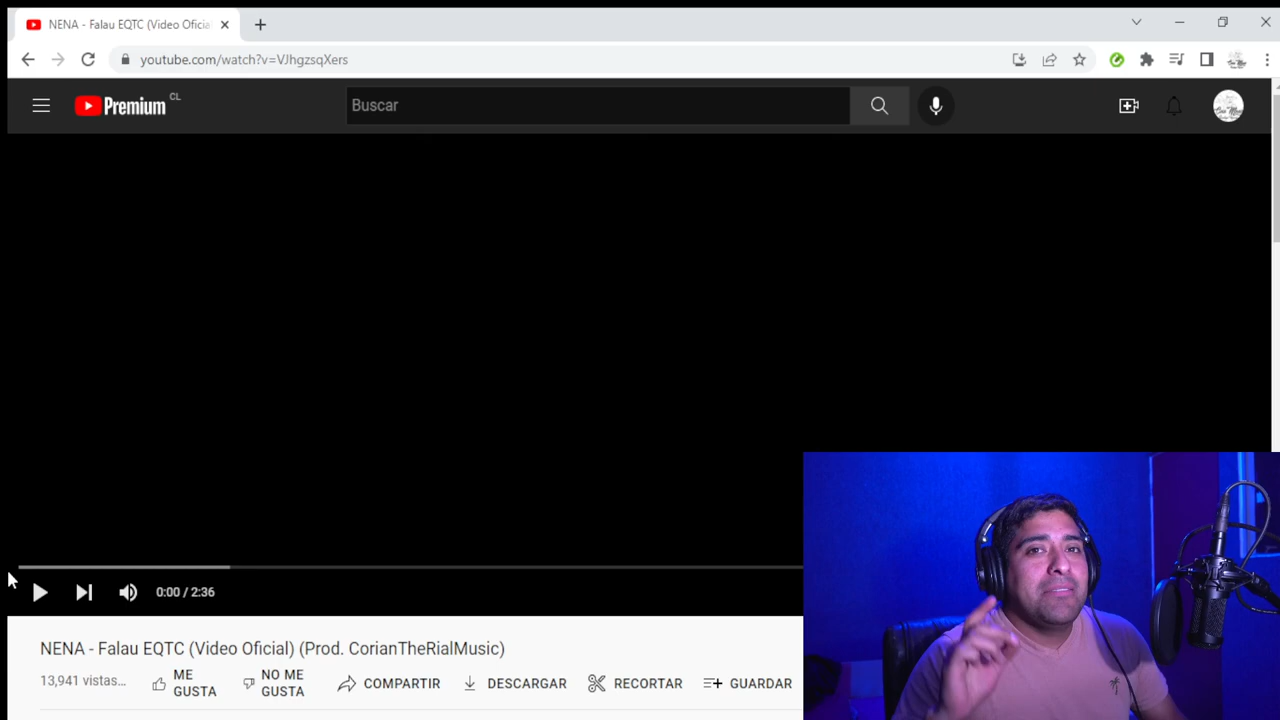 NENA - Falau EQTC (Video Oficia
youtube.com/watch?v=VJhgzsqXers
Premium CL
Buscar
0:00 / 2:36
NENA - Falau EQTC (Video Oficial) (Prod. CorianTheRialMusic)
13,941 vistas...
ME GUSTA
NO ME GUSTA
COMPARTIR
DESCARGAR
RECORTAR
GUARDAR